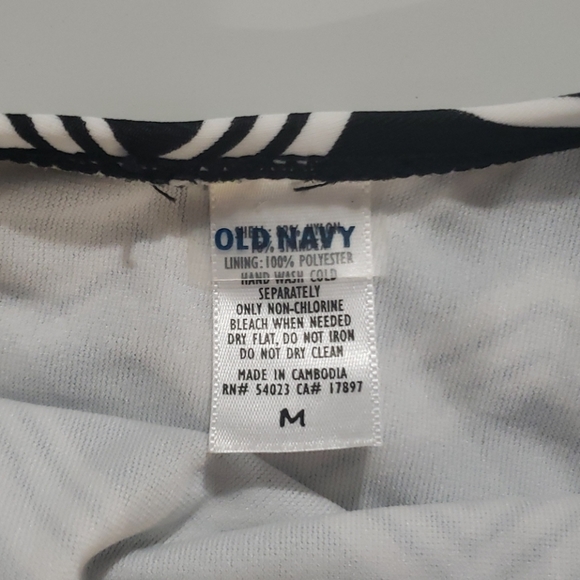 OLD NAVY
LINING: 100% POLYESTER
HAND WASH COLD
SEPARATELY
ONLY NON-CHLORINE
BLEACH WHEN NEEDED
DRY FLAT, DO NOT IRON
DO NOT DRY CLEAN
MADE IN CAMBODIA
RN# 54023 CA# 17897
M